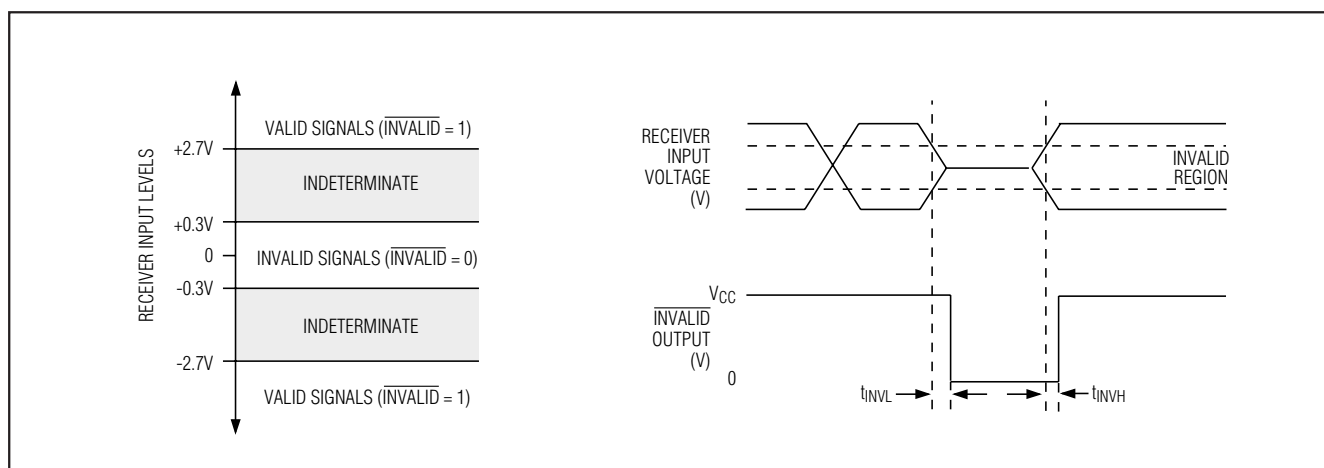 RECEIVER INPUT LEVELS
VALID SIGNALS (INVALID = 1)
+2.7V
INDETERMINATE
+0.3V
0
INVALID SIGNALS (INVALID = 0)
-0.3V
INDETERMINATE
-2.7V
VALID SIGNALS (INVALID = 1)
RECEIVER
INPUT
VOLTAGE
(V)
INVALID
REGION
VCC
INVALID
OUTPUT
(V)
0
tINVL
tINVH